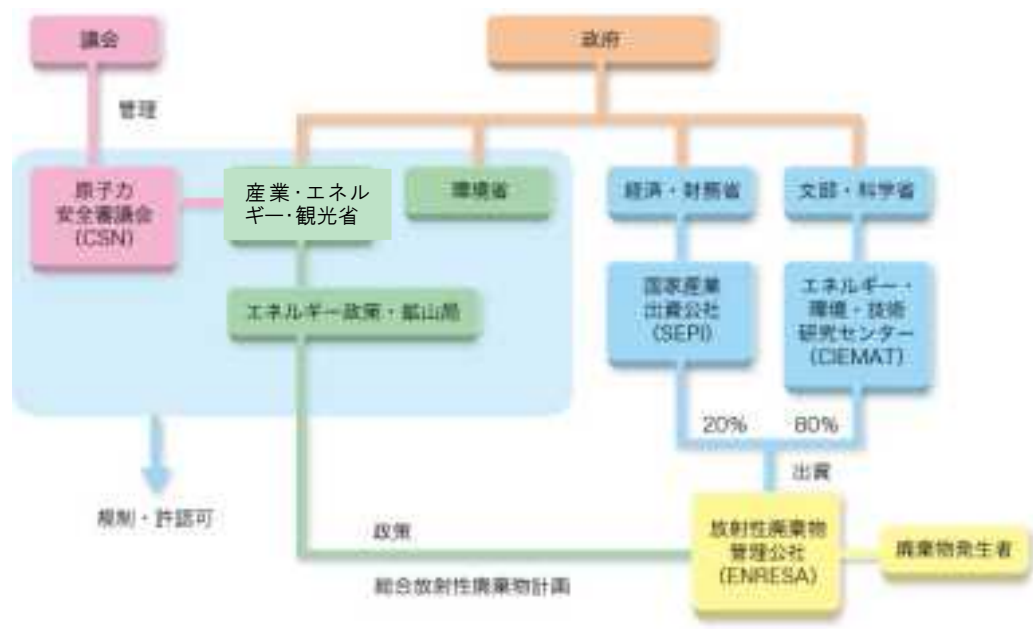 議会
政府
管理
原子力
安全審議会
(CSN)
産業・エネル
ギー・観光省
環境省
経済・財務省
文部・科学省
エネルギー政策・鉱山局
国家産業
出資公社
(SEPI)
エネルギー・
環境・技術
研究センター
(CIEMAT)
20%
80%
出資
規制・許認可
政策
総合放射性廃棄物計画
放射性廃棄物
管理公社
(ENRESA)
廃棄物発生者